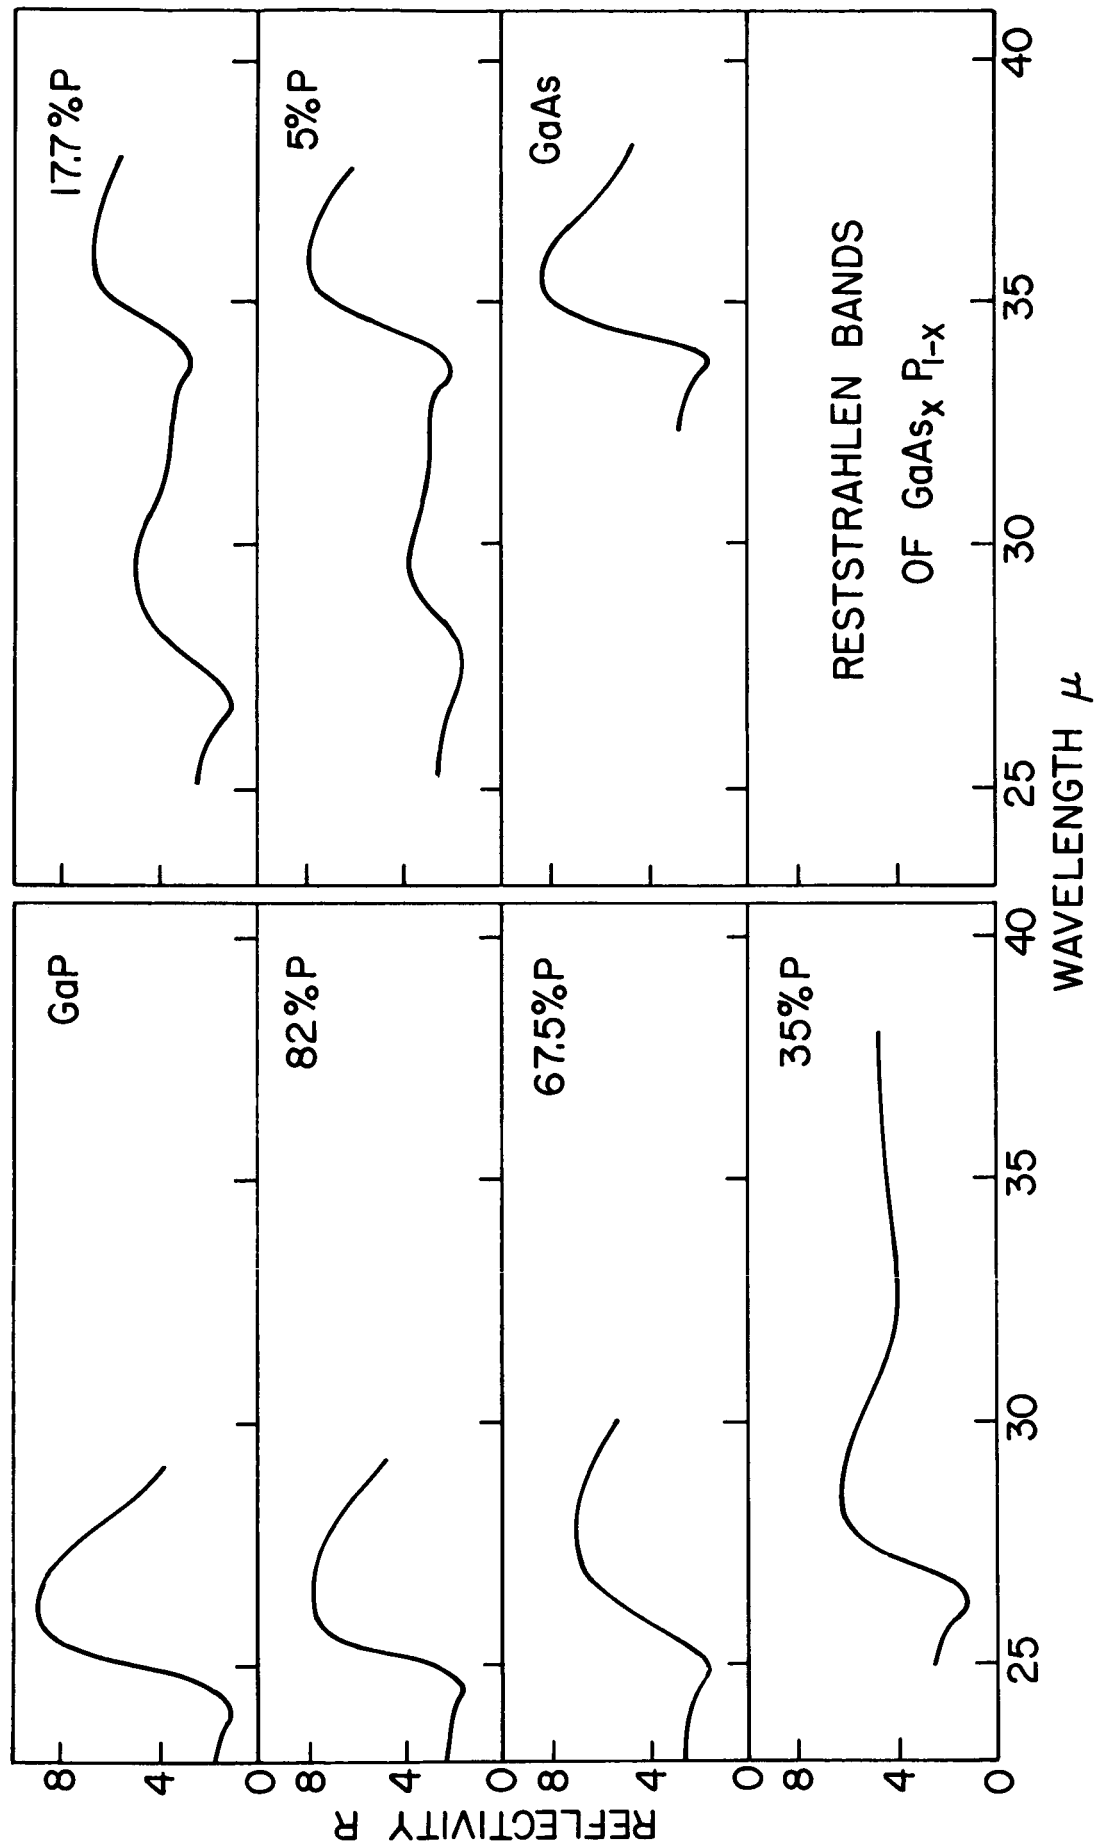 GaP
82%P
67.5%P
35%P
17.7%P
5%P
GaAs
RESTSTRAHLEN BANDS
OF GaAsₓ P₁₋ₓ
REFLECTIVITY R
8
4
0
8
4
0
8
4
0
8
4
0
25
30
35
40
25
30
35
40
WAVELENGTH μ